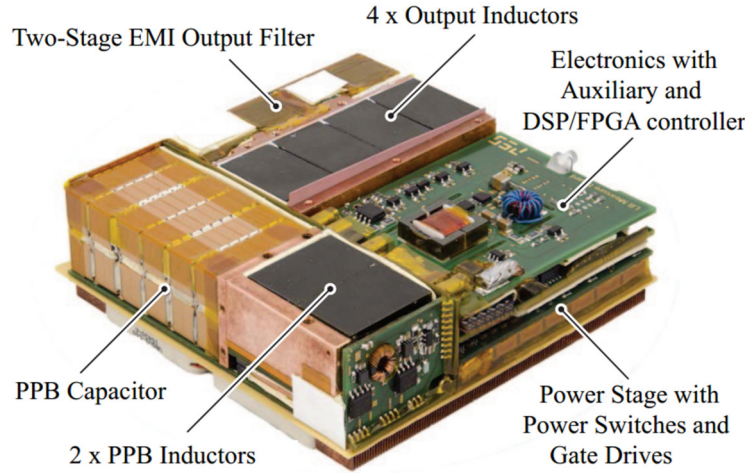 4 x Output Inductors
Two-Stage EMI Output Filter
Electronics with
Auxiliary and
DSP/FPGA controller
PPB Capacitor
2 x PPB Inductors
Power Stage with
Power Switches and
Gate Drives